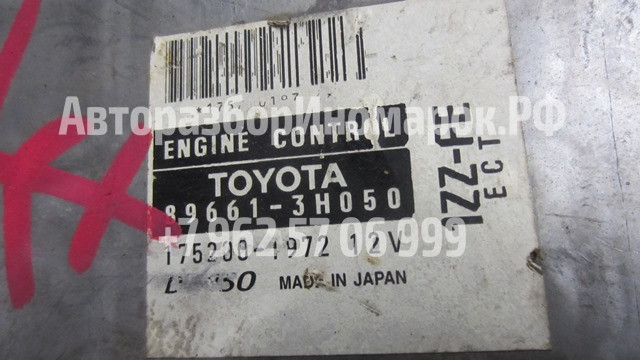 АвторазборИномарок.РФ
ENGINE CONTROL
TOYOTA
89661-3H050
175200-1972 12V
+7 962 57 06 999
DENSO MADE IN JAPAN
1ZZ-FE
ECT